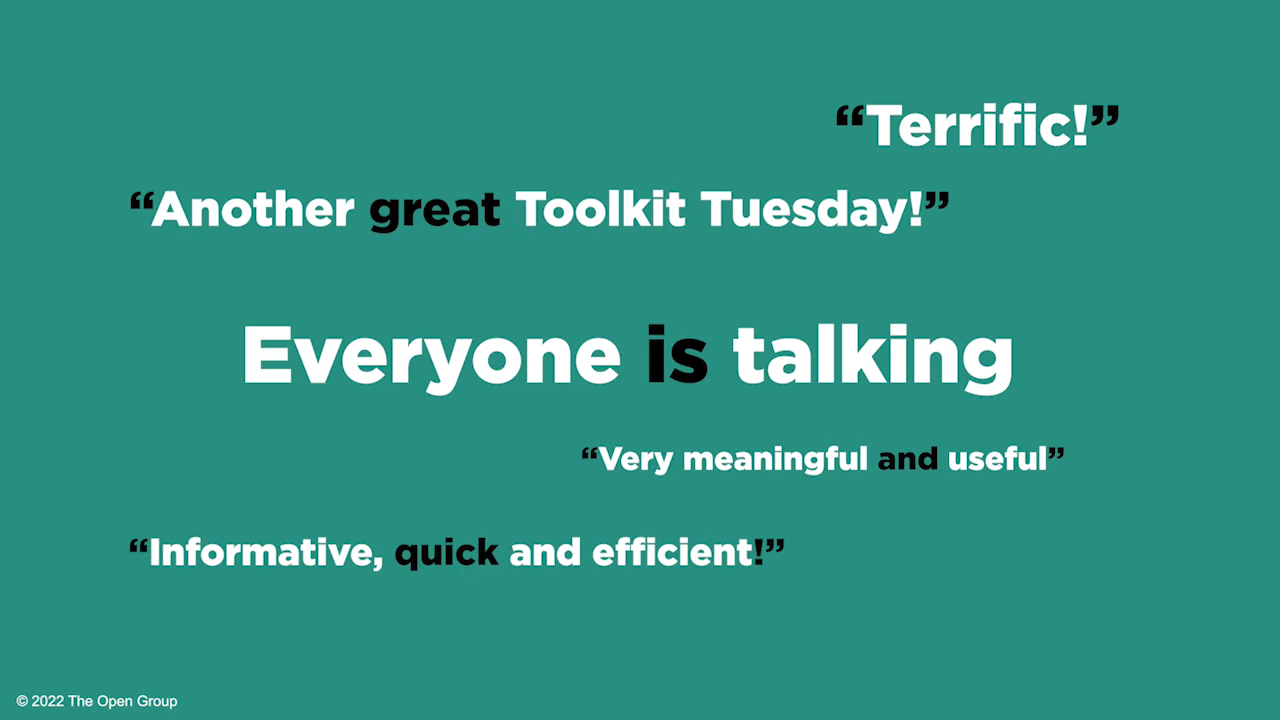 “Terrific!”
“Another great Toolkit Tuesday!”
Everyone is talking
“Very meaningful and useful”
“Informative, quick and efficient!”
© 2022 The Open Group